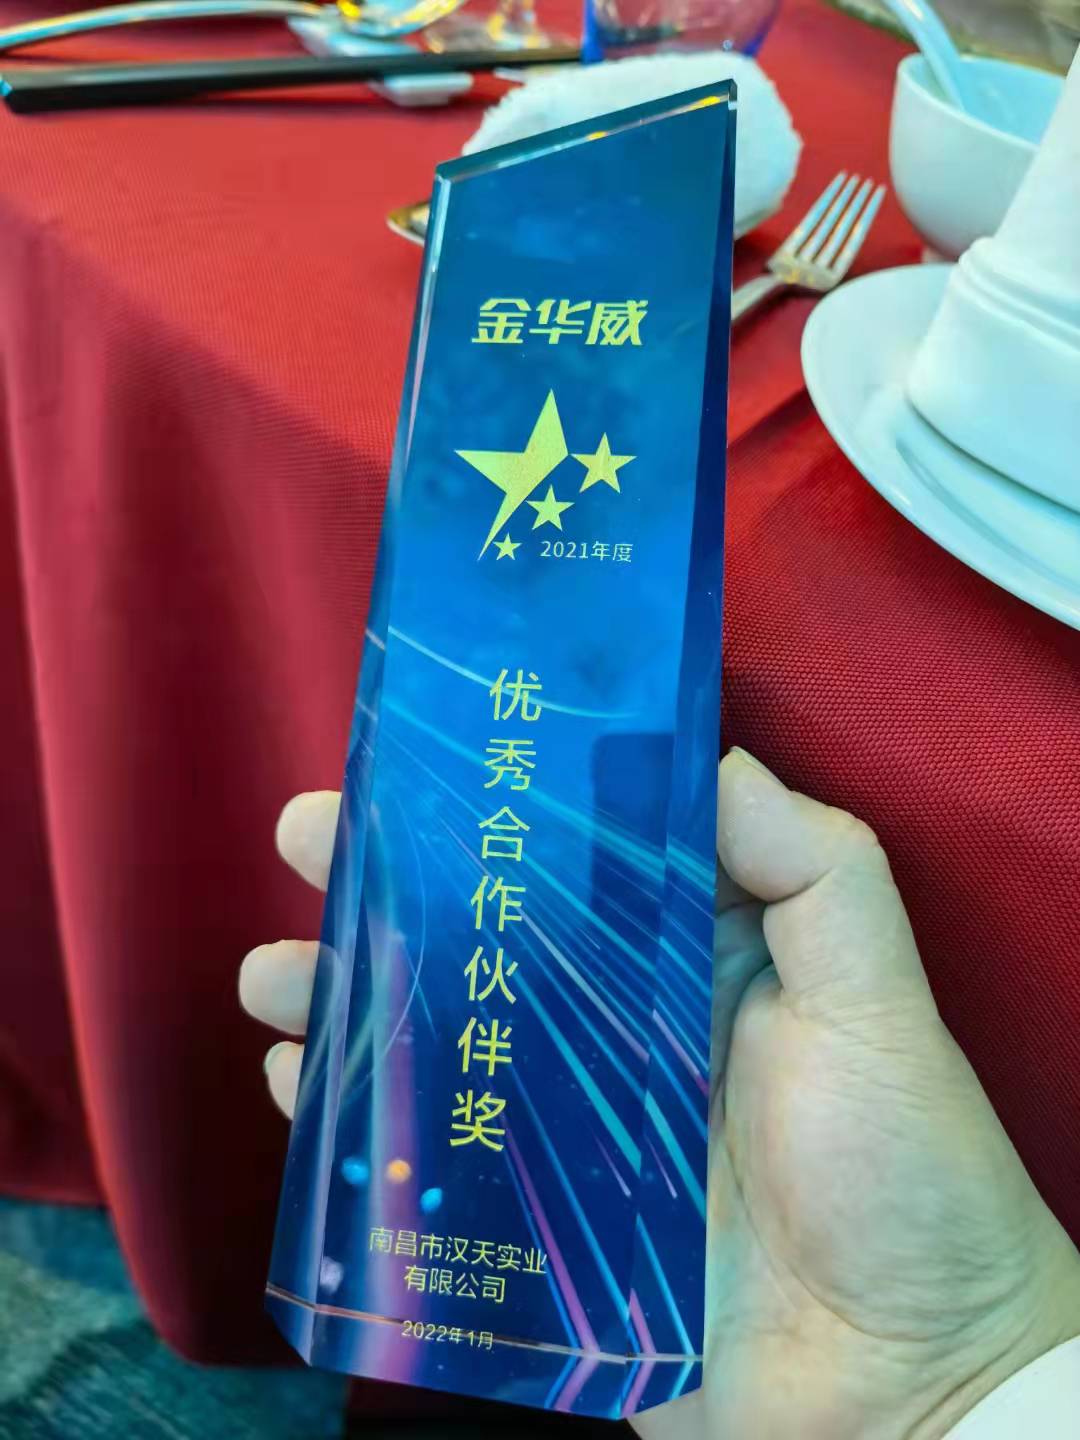 金华威
2021年度
优秀合作伙伴奖
南昌市汉天实业
有限公司
2022年1月